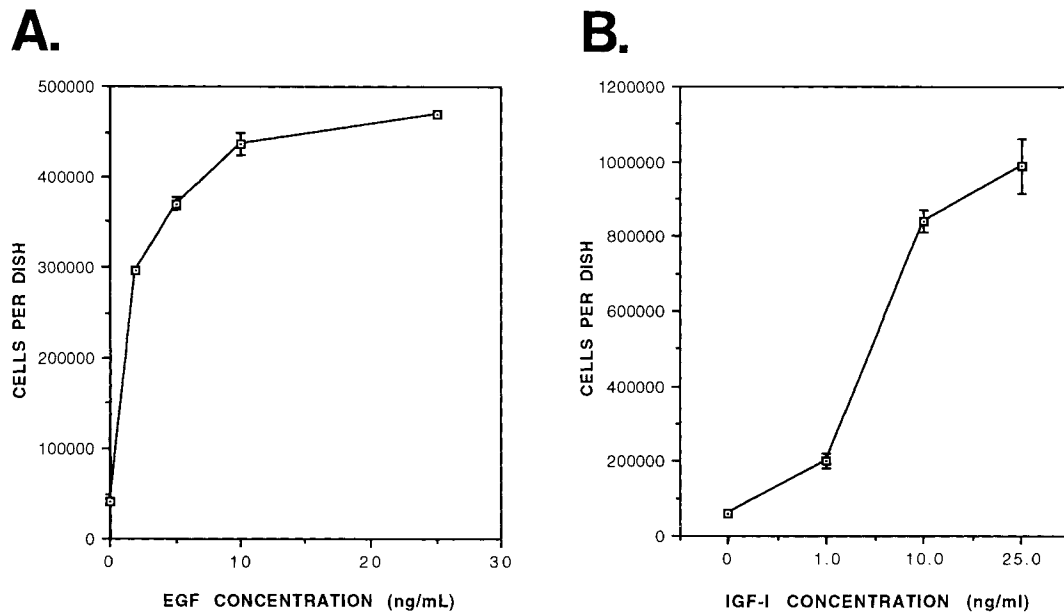 A.
500000
400000
300000
200000
100000
0
CELLS PER DISH
0 10 20 30
EGF CONCENTRATION (ng/mL)
B.
1200000
1000000
800000
600000
400000
200000
0
CELLS PER DISH
0 1.0 10.0 25.0
IGF-I CONCENTRATION (ng/ml)